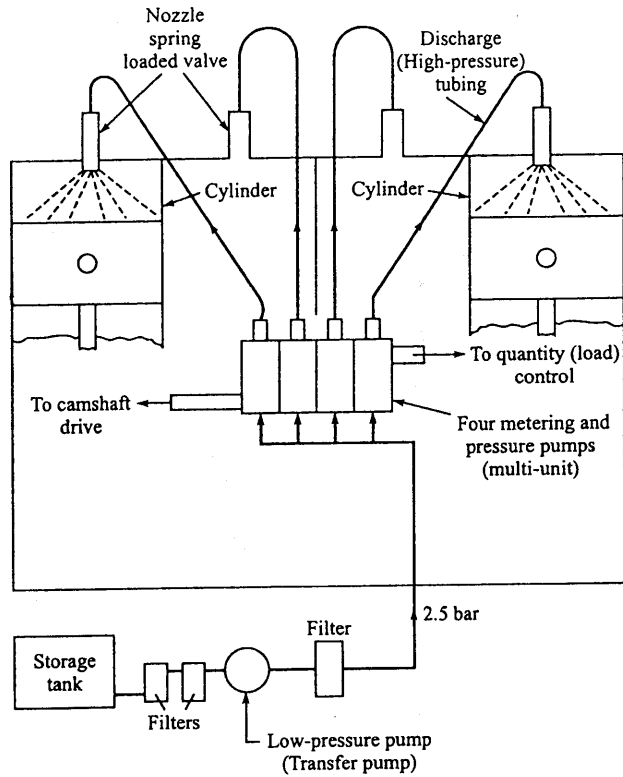 Nozzle
spring
loaded valve
Discharge
(High-pressure)
tubing
Cylinder
Cylinder
To quantity (load)
control
To camshaft
drive
Four metering and
pressure pumps
(multi-unit)
2.5 bar
Filter
Storage
tank
Filters
Low-pressure pump
(Transfer pump)